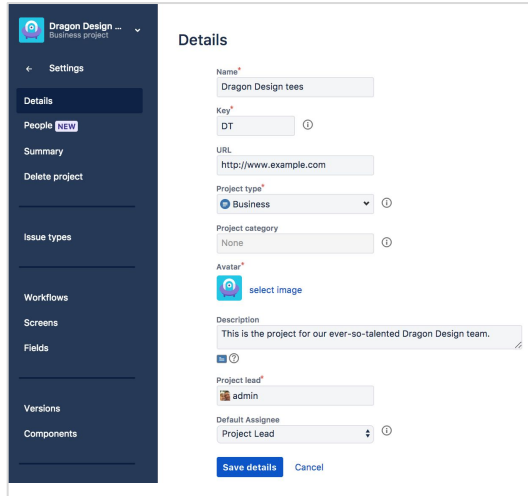 Dragon Design ...
Business project
Settings
Details
People NEW
Summary
Delete project
Issue types
Workflows
Screens
Fields
Versions
Components
Details
Name*
Dragon Design tees
Key*
DT
URL
http://www.example.com
Project type*
Business
Project category
None
Avatar*
select image
Description
This is the project for our ever-so-talented Dragon Design team.
Project lead*
admin
Default Assignee
Project Lead
Save details Cancel